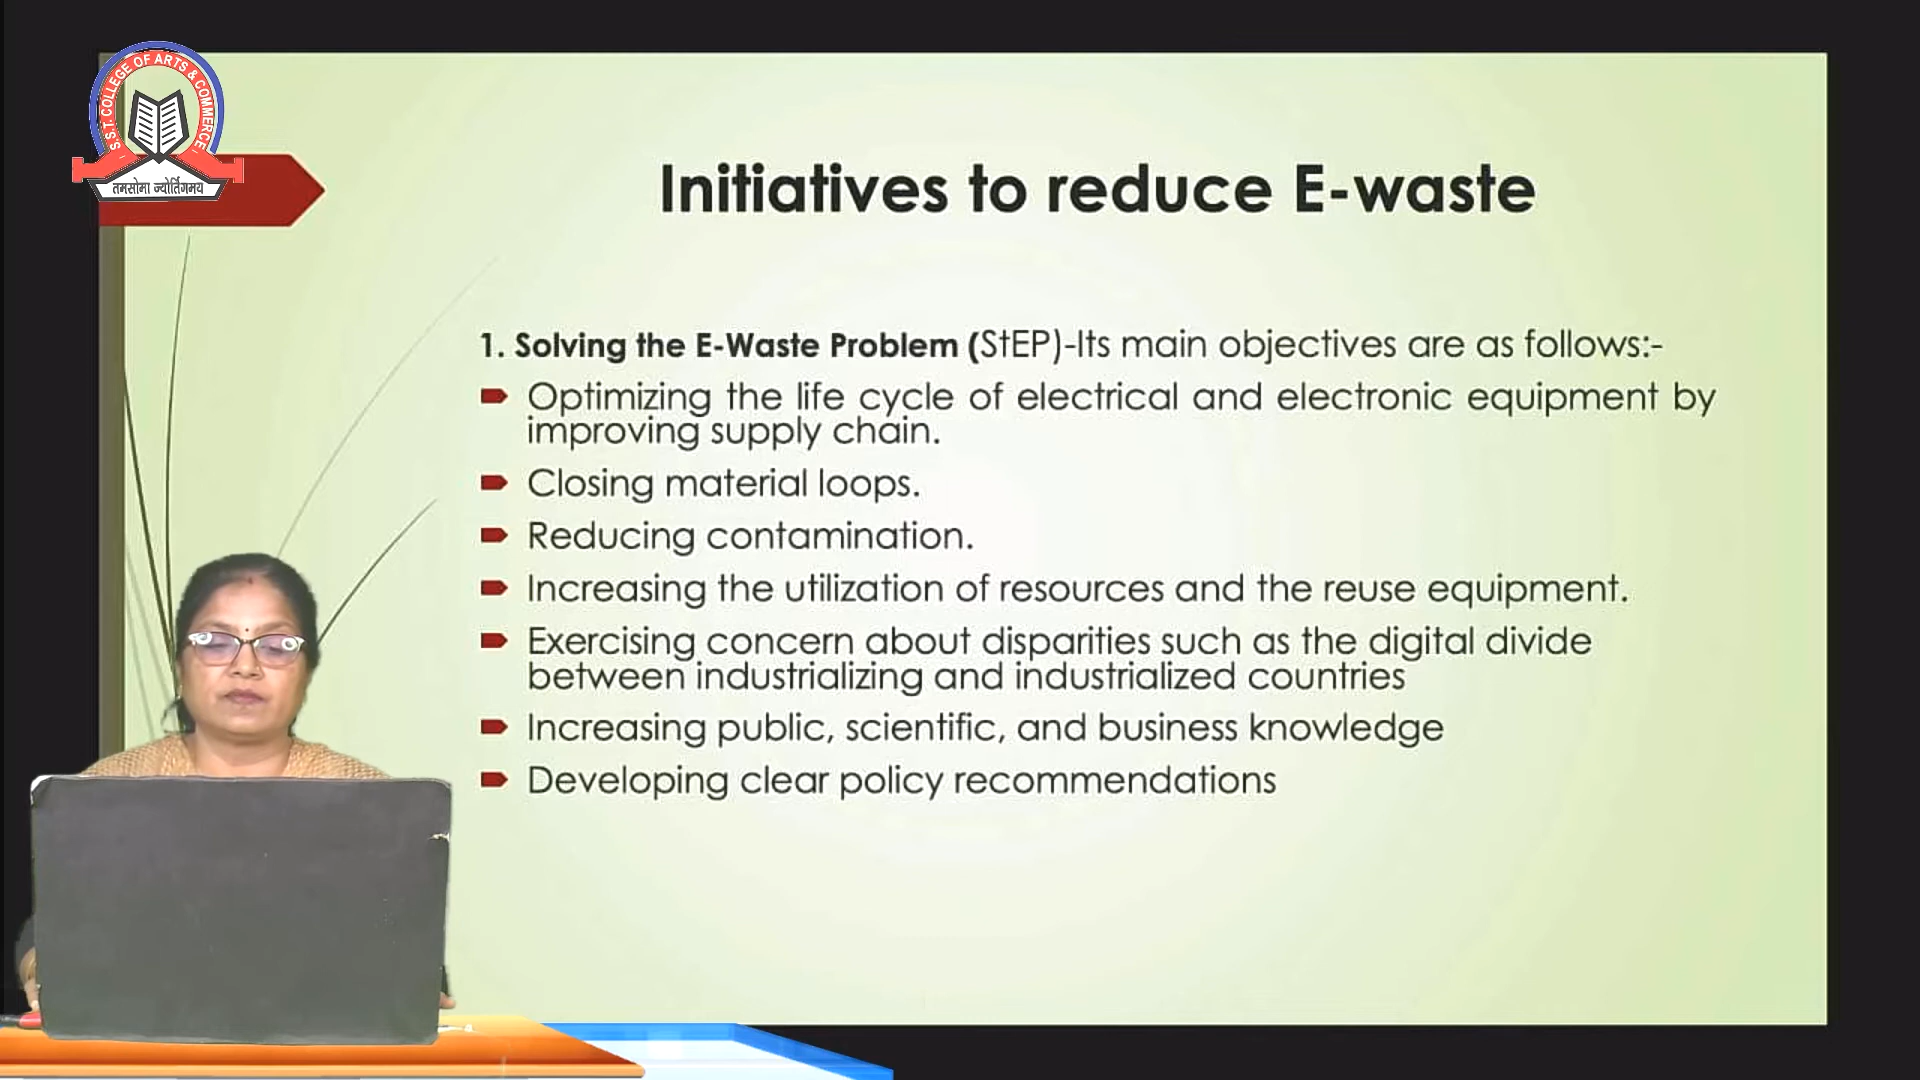 S.S.T. COLLEGE OF ARTS & COMMERCE
तमसोमा ज्योर्तिगमय
Initiatives to reduce E-waste
1. Solving the E-Waste Problem (StEP)-Its main objectives are as follows:-
Optimizing the life cycle of electrical and electronic equipment by
improving supply chain.
Closing material loops.
Reducing contamination.
Increasing the utilization of resources and the reuse equipment.
Exercising concern about disparities such as the digital divide
between industrializing and industrialized countries
Increasing public, scientific, and business knowledge
Developing clear policy recommendations